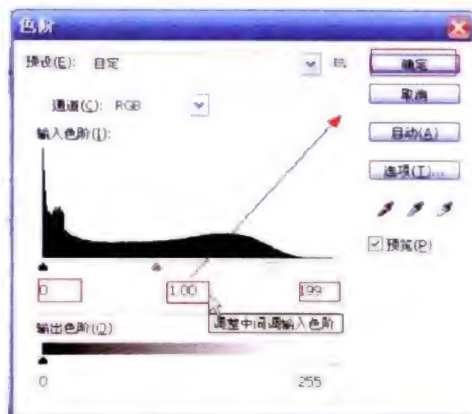 色阶
预设(E): 自定
确定
取消
通道(C): RGB
输入色阶(I):
自动(A)
选项(T)...
预览(P)
0 1.00 199
调整中间调输入色阶
输出色阶(O)
0 255